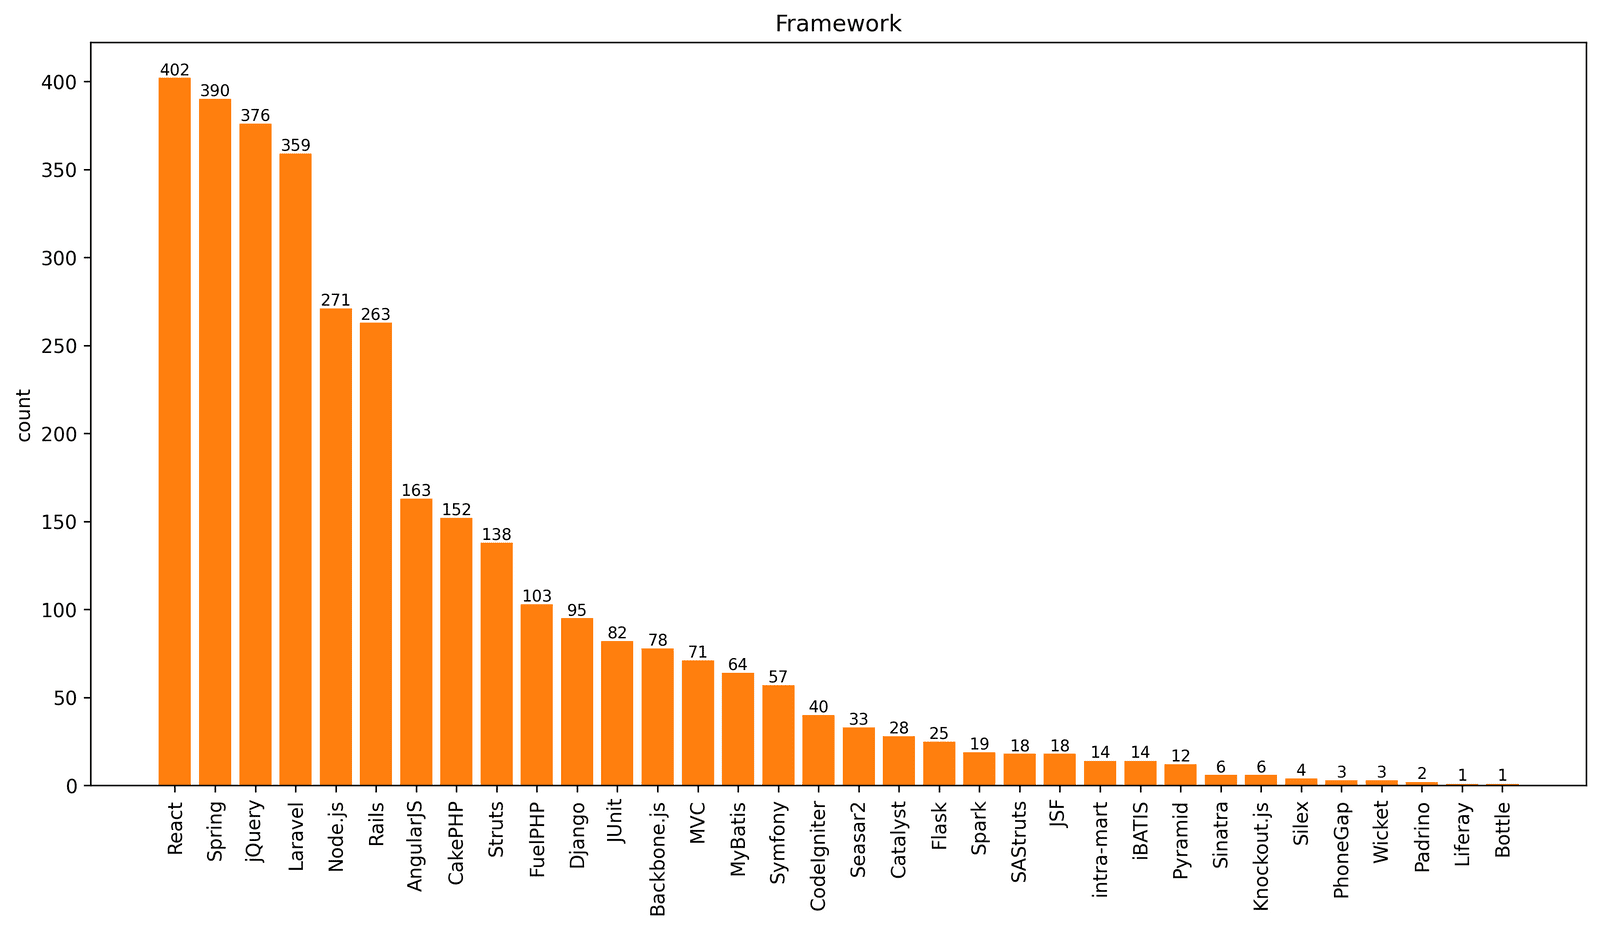 Framework
count
400
350
300
250
200
150
100
50
0
402
390
376
359
271
263
163
152
138
103
95
82
78
71
64
57
40
33
28
25
19
18
18
14
14
12
6
6
4
3
3
2
1
1
React
Spring
jQuery
Laravel
Node.js
Rails
AngularJS
CakePHP
Struts
FuelPHP
Django
JUnit
Backbone.js
MVC
MyBatis
Symfony
CodeIgniter
Seasar2
Catalyst
Flask
Spark
SAStruts
JSF
intra-mart
iBATIS
Pyramid
Sinatra
Knockout.js
Silex
PhoneGap
Wicket
Padrino
Liferay
Bottle